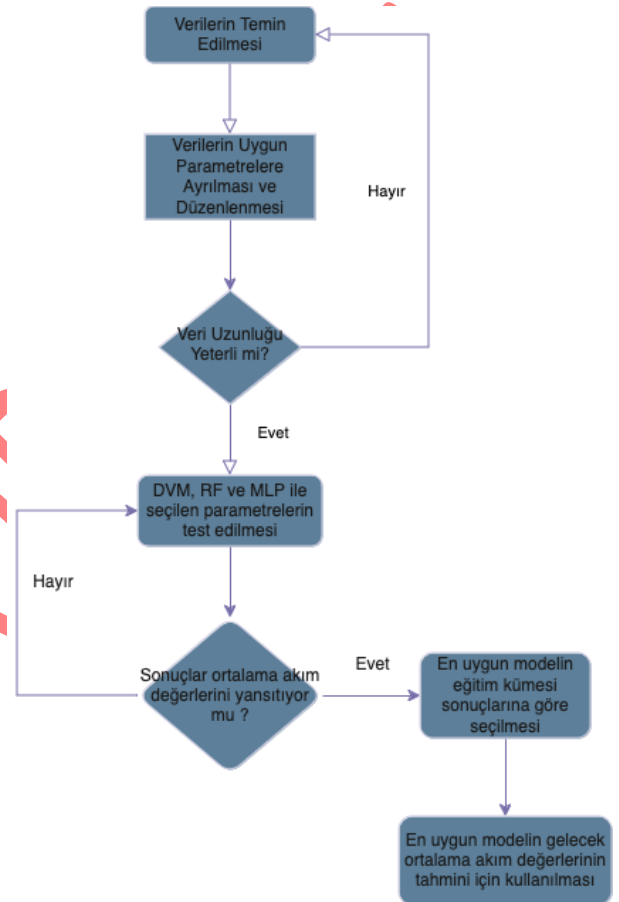 Verilerin Temin
Edilmesi
Verilerin Uygun
Parametrelere
Ayrılması ve
Düzenlenmesi
Hayır
Veri Uzunluğu
Yeterli mi?
Evet
DVM, RF ve MLP ile
seçilen parametrelerin
test edilmesi
Hayır
Sonuçlar ortalama akım
değerlerini yansıtıyor
mu ?
Evet
En uygun modelin
eğitim kümesi
sonuçlarına göre
seçilmesi
En uygun modelin gelecek
ortalama akım değerlerinin
tahmini için kullanılması